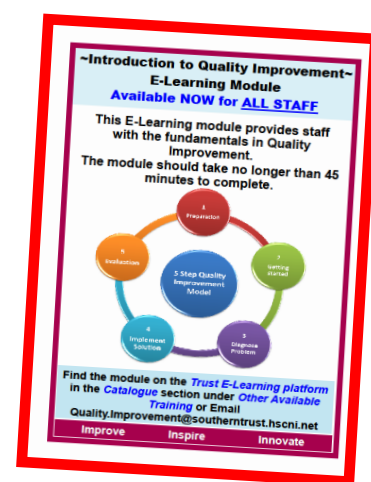 ~Introduction to Quality Improvement~
E-Learning Module
Available NOW for ALL STAFF
This E-Learning module provides staff
with the fundamentals in Quality
Improvement.
The module should take no longer than 45
minutes to complete.
1
Preparation
2
Getting
started
3
Diagnose
Problem
4
Implement
Solution
5
Evaluation
5 Step Quality
Improvement
Model
Find the module on the Trust E-Learning platform
in the Catalogue section under Other Available
Training or Email
Quality.Improvement@southerntrust.hscni.net
Improve Inspire Innovate